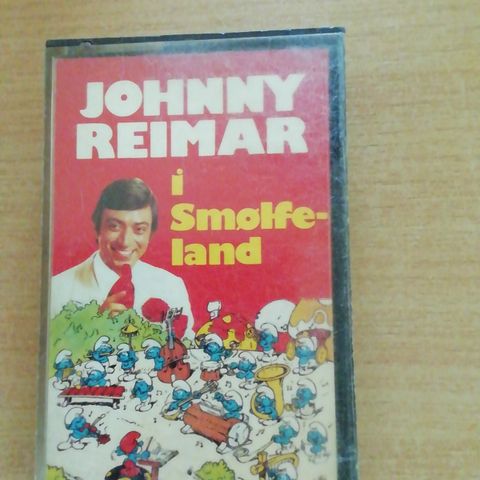 JOHNNY
REIMAR
i
Smølfe-
land